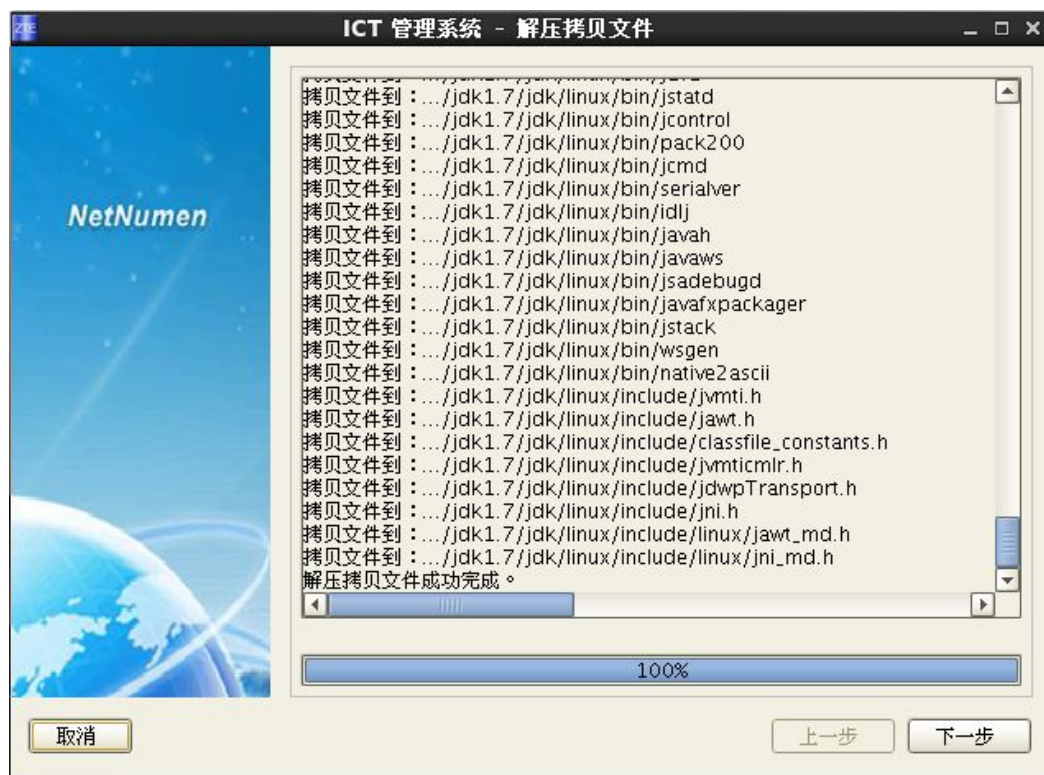 ZTE
ICT 管理系统 - 解压拷贝文件
NetNumen
拷贝文件到：.../jdk1.7/jdk/linux/bin/jstatd
拷贝文件到：.../jdk1.7/jdk/linux/bin/jcontrol
拷贝文件到：.../jdk1.7/jdk/linux/bin/pack200
拷贝文件到：.../jdk1.7/jdk/linux/bin/jcmd
拷贝文件到：.../jdk1.7/jdk/linux/bin/serialver
拷贝文件到：.../jdk1.7/jdk/linux/bin/idlj
拷贝文件到：.../jdk1.7/jdk/linux/bin/javah
拷贝文件到：.../jdk1.7/jdk/linux/bin/javaws
拷贝文件到：.../jdk1.7/jdk/linux/bin/jsadebugd
拷贝文件到：.../jdk1.7/jdk/linux/bin/javafxpackager
拷贝文件到：.../jdk1.7/jdk/linux/bin/jstack
拷贝文件到：.../jdk1.7/jdk/linux/bin/wsgen
拷贝文件到：.../jdk1.7/jdk/linux/bin/native2ascii
拷贝文件到：.../jdk1.7/jdk/linux/include/jvmti.h
拷贝文件到：.../jdk1.7/jdk/linux/include/jawt.h
拷贝文件到：.../jdk1.7/jdk/linux/include/classfile_constants.h
拷贝文件到：.../jdk1.7/jdk/linux/include/jvmticmlr.h
拷贝文件到：.../jdk1.7/jdk/linux/include/jdwpTransport.h
拷贝文件到：.../jdk1.7/jdk/linux/include/jni.h
拷贝文件到：.../jdk1.7/jdk/linux/include/linux/jawt_md.h
拷贝文件到：.../jdk1.7/jdk/linux/include/linux/jni_md.h
解压拷贝文件成功完成。
100%
取消
上一步
下一步